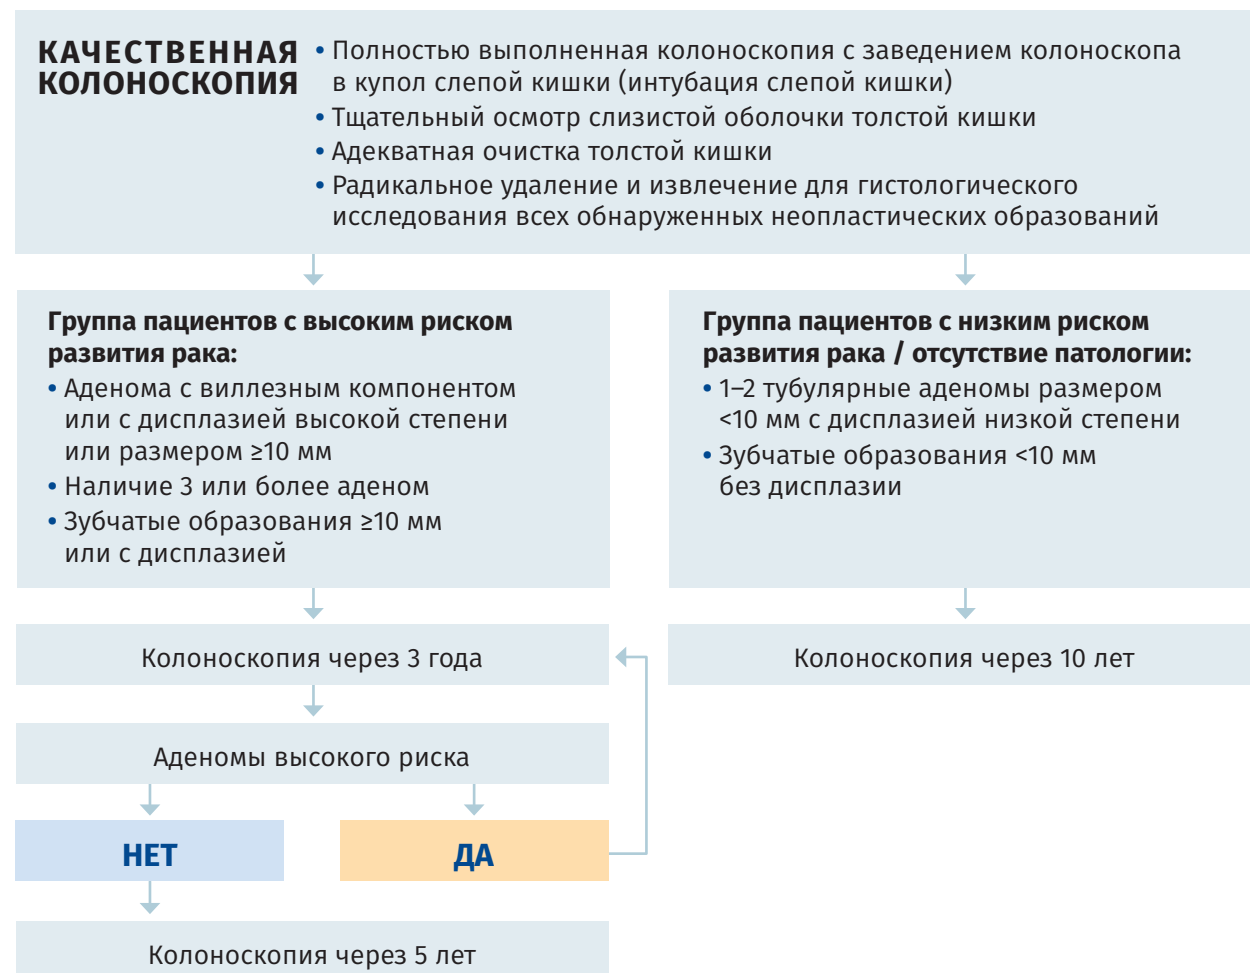 КАЧЕСТВЕННАЯ
КОЛОНОСКОПИЯ
• Полностью выполненная колоноскопия с заведением колоноскопа
в купол слепой кишки (интубация слепой кишки)
• Тщательный осмотр слизистой оболочки толстой кишки
• Адекватная очистка толстой кишки
• Радикальное удаление и извлечение для гистологического
исследования всех обнаруженных неопластических образований
Группа пациентов с высоким риском
развития рака:
• Аденома с виллезным компонентом
или с дисплазией высокой степени
или размером ≥10 мм
• Наличие 3 или более аденом
• Зубчатые образования ≥10 мм
или с дисплазией
Группа пациентов с низким риском
развития рака / отсутствие патологии:
• 1–2 тубулярные аденомы размером
<10 мм с дисплазией низкой степени
• Зубчатые образования <10 мм
без дисплазии
Колоноскопия через 3 года
Колоноскопия через 10 лет
Аденомы высокого риска
НЕТ
ДА
Колоноскопия через 5 лет